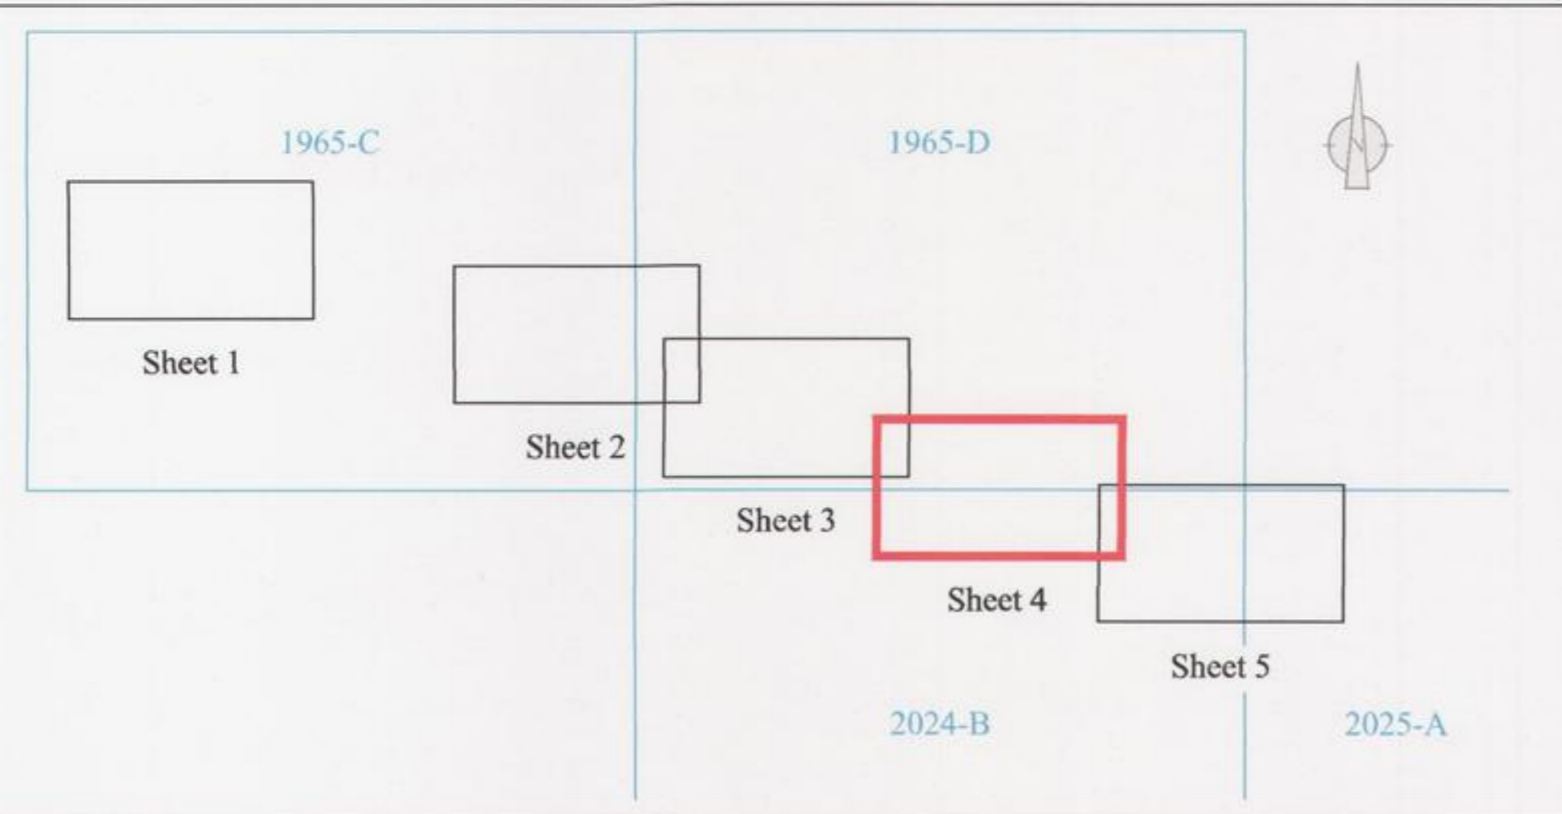 1965-C
1965-D
N
Sheet 1
Sheet 2
Sheet 3
Sheet 4
Sheet 5
2024-B
2025-A